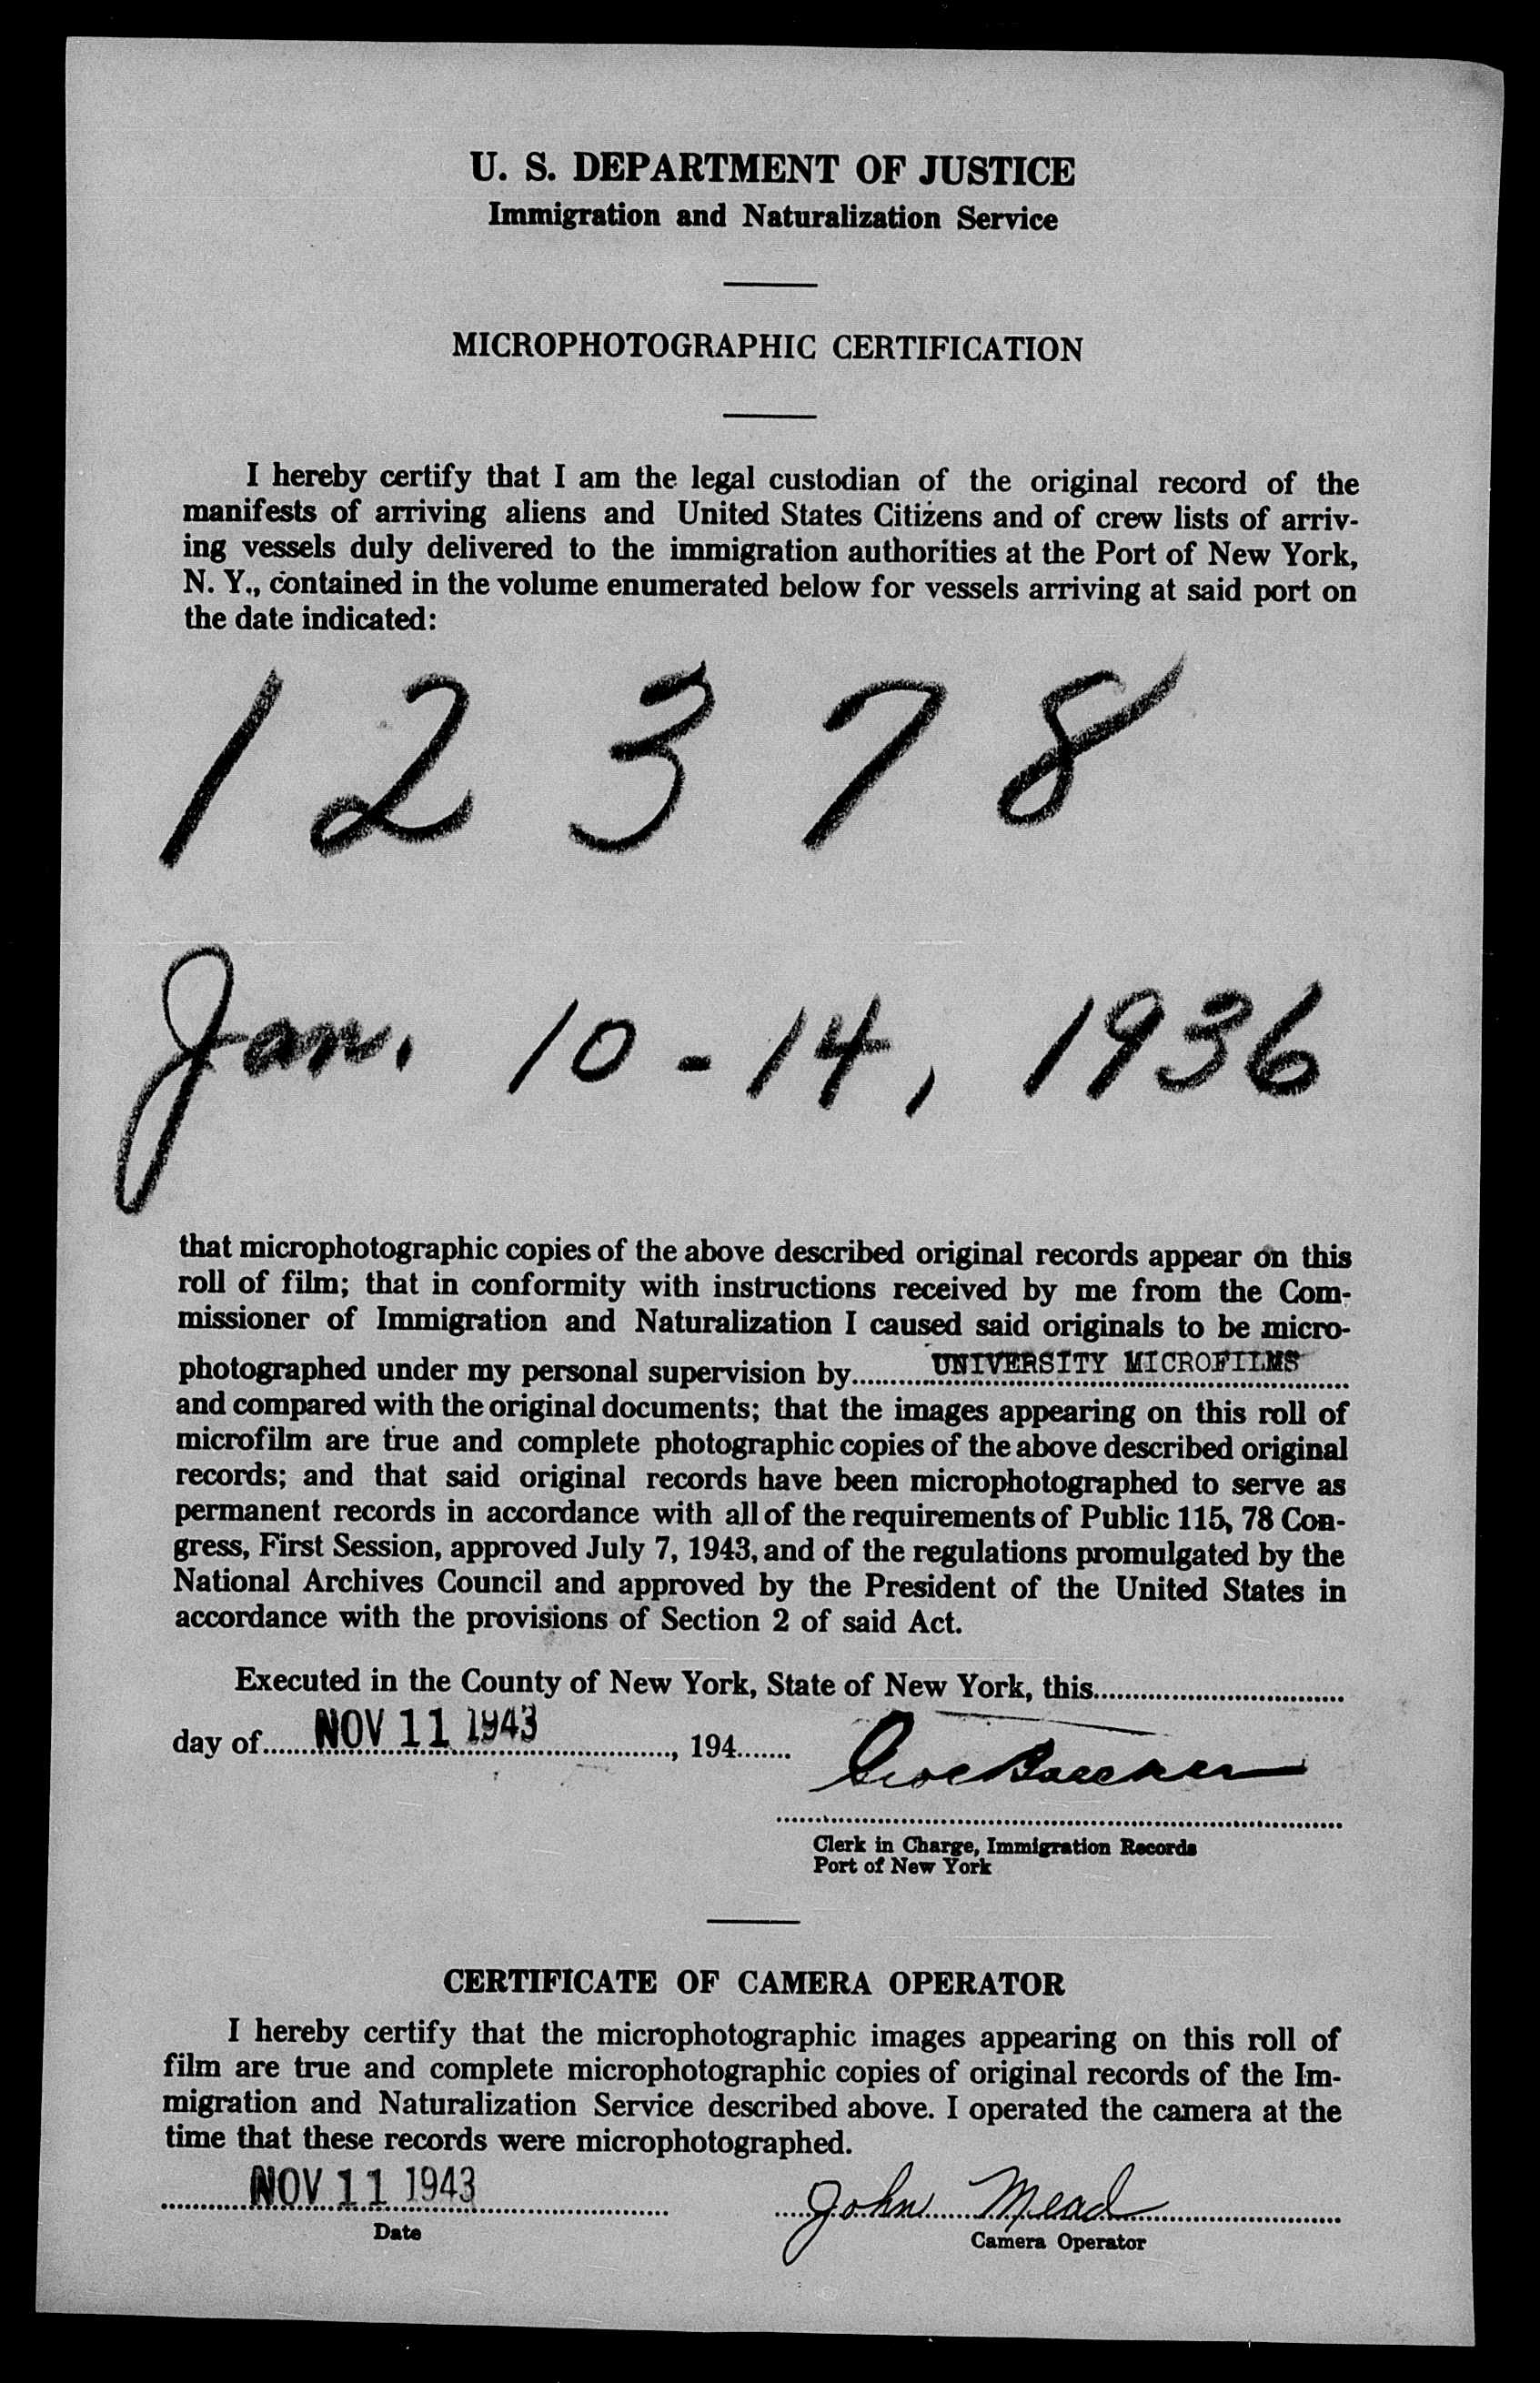 U. S. DEPARTMENT OF JUSTICE
Immigration and Naturalization Service
MICROPHOTOGRAPHIC CERTIFICATION
I hereby certify that I am the legal custodian of the original record of the
manifests of arriving aliens and United States Citizens and of crew lists of arriv-
ing vessels duly delivered to the immigration authorities at the Port of New York,
N. Y., contained in the volume enumerated below for vessels arriving at said port on
the date indicated:
12378
Jan. 10-14, 1936
that microphotographic copies of the above described original records appear on this
roll of film; that in conformity with instructions received by me from the Com-
missioner of Immigration and Naturalization I caused said originals to be micro-
photographed under my personal supervision by UNIVERSITY MICROFILMS
and compared with the original documents; that the images appearing on this roll of
microfilm are true and complete photographic copies of the above described original
records; and that said original records have been microphotographed to serve as
permanent records in accordance with all of the requirements of Public 115, 78 Con-
gress, First Session, approved July 7, 1943, and of the regulations promulgated by the
National Archives Council and approved by the President of the United States in
accordance with the provisions of Section 2 of said Act.
Executed in the County of New York, State of New York, this
day of NOV 11 1943, 194
Clerk in Charge, Immigration Records
Port of New York
CERTIFICATE OF CAMERA OPERATOR
I hereby certify that the microphotographic images appearing on this roll of
film are true and complete microphotographic copies of original records of the Im-
migration and Naturalization Service described above. I operated the camera at the
time that these records were microphotographed.
NOV 11 1943 John Mead
Date Camera Operator